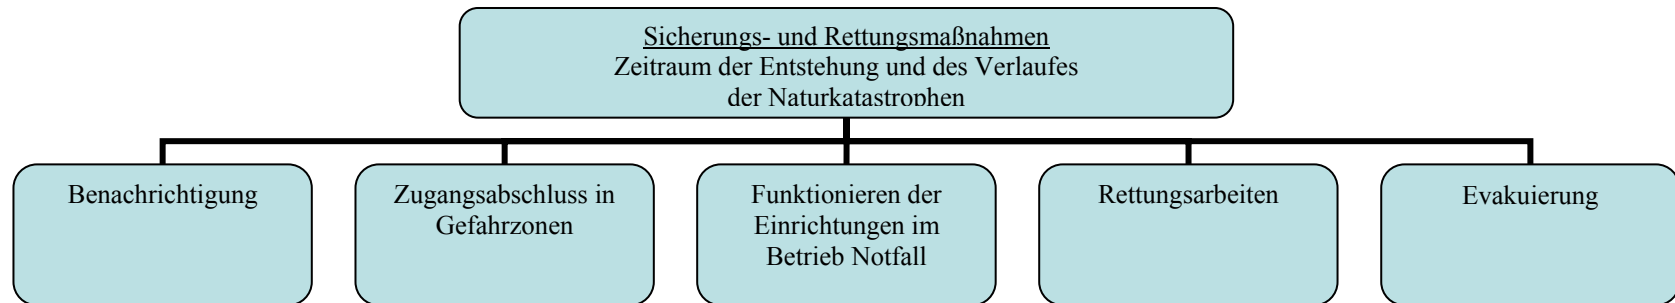 Sicherungs- und Rettungsmaßnahmen
Zeitraum der Entstehung und des Verlaufes
der Naturkatastrophen
Benachrichtigung
Zugangsabschluss in
Gefahrzonen
Funktionieren der
Einrichtungen im
Betrieb Notfall
Rettungsarbeiten
Evakuierung